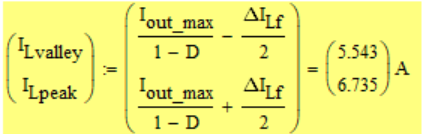 (I_Lvalley
I_Lpeak) := (I_out_max / 1 − D − ΔI_Lf / 2
I_out_max / 1 − D + ΔI_Lf / 2) = (5.543
6.735) A